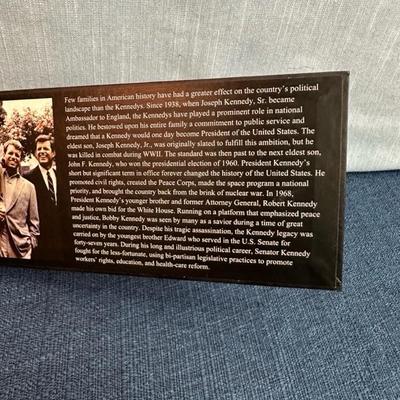 Few families in American history have had a greater effect on the country's political
landscape than the Kennedys. Since 1938, when Joseph Kennedy, Sr. became
Ambassador to England, the Kennedys have played a prominent role in national
politics. He bestowed upon his entire family a commitment to public service and
dreamed that a Kennedy would one day become President of the United States. The
eldest son, Joseph Kennedy, Jr., was originally slated to fulfill this ambition, but he
was killed in combat during WWII. The standard was then past to the next eldest son,
John F. Kennedy, who won the presidential election of 1960. President Kennedy's
short but significant term in office forever changed the history of the United States. He
promoted civil rights, created the Peace Corps, made the space program a national
priority, and brought the country back from the brink of nuclear war. In 1968,
President Kennedy's younger brother and former Attorney General, Robert Kennedy
made his own bid for the White House. Running on a platform that emphasized peace
and justice, Bobby Kennedy was seen by many as a savior during a time of great
uncertainty in the country. Despite his tragic assassination, the Kennedy legacy was
carried on by the youngest brother Edward who served in the U.S. Senate for
forty-seven years. During his long and illustrious political career, Senator Kennedy
fought for the less-fortunate, using bi-partisan legislative practices to promote
workers' rights, education, and health-care reform.